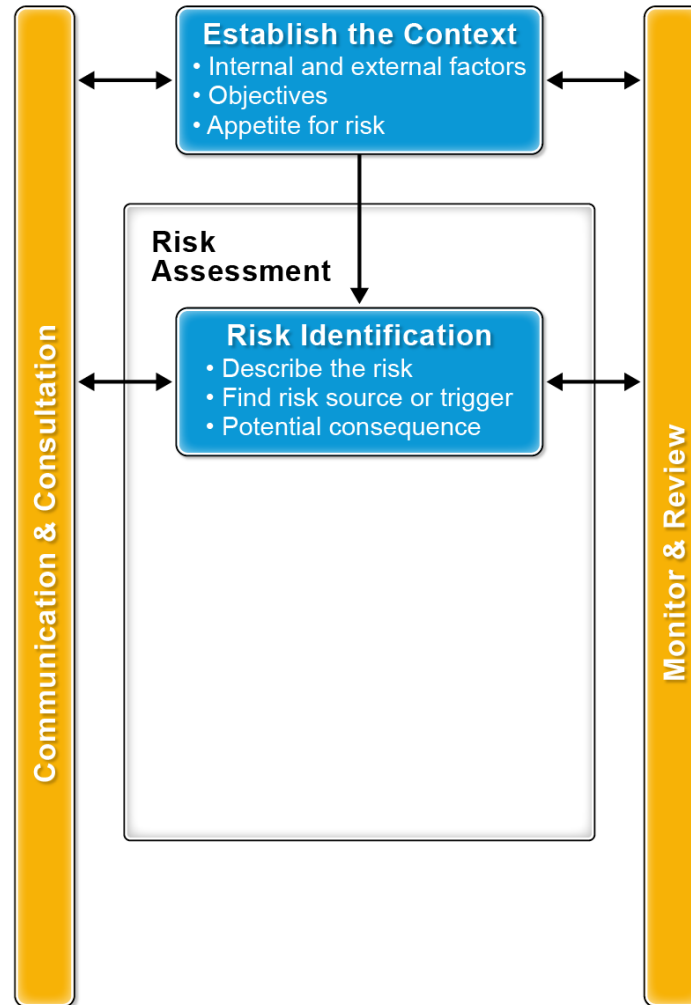 Establish the Context
• Internal and external factors
• Objectives
• Appetite for risk
Risk
Assessment
Risk Identification
• Describe the risk
• Find risk source or trigger
• Potential consequence
Communication & Consultation
Monitor & Review